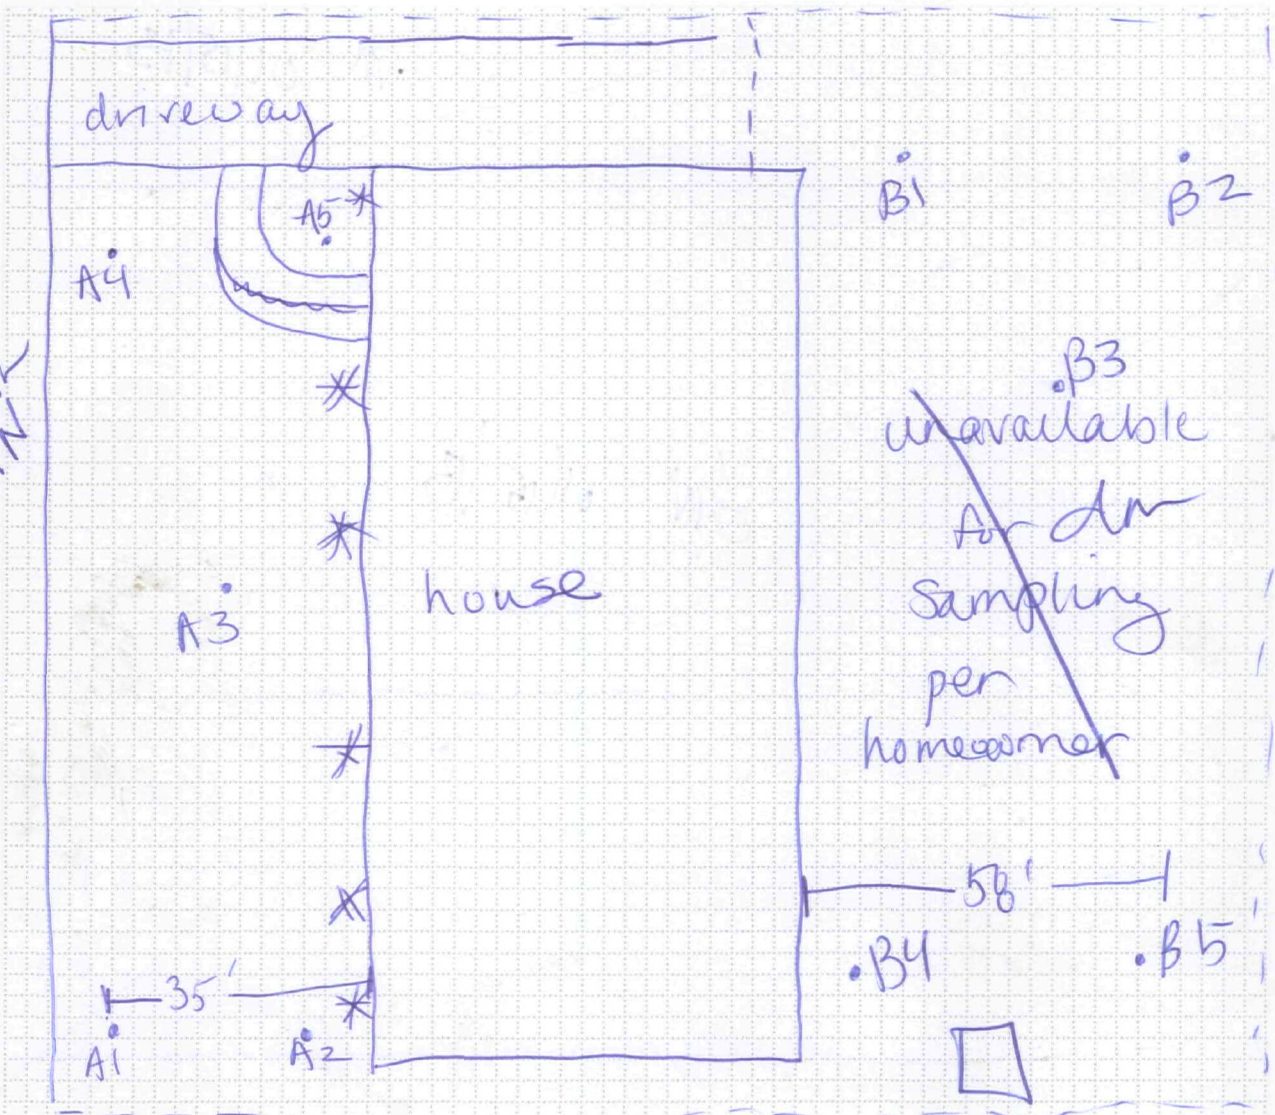 driveway
B1
B2
A5
A4
B3
unavailable
for
sampling
per
homeowner
house
A3
58'
B4
B5
35'
A1
A2
N